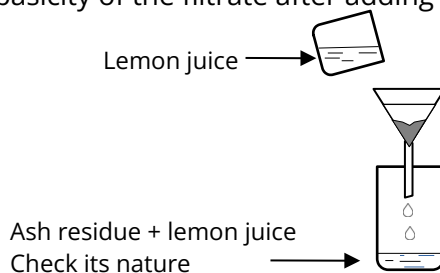 basicity of the filtrate after adding
Lemon juice
Ash residue + lemon juice
Check its nature